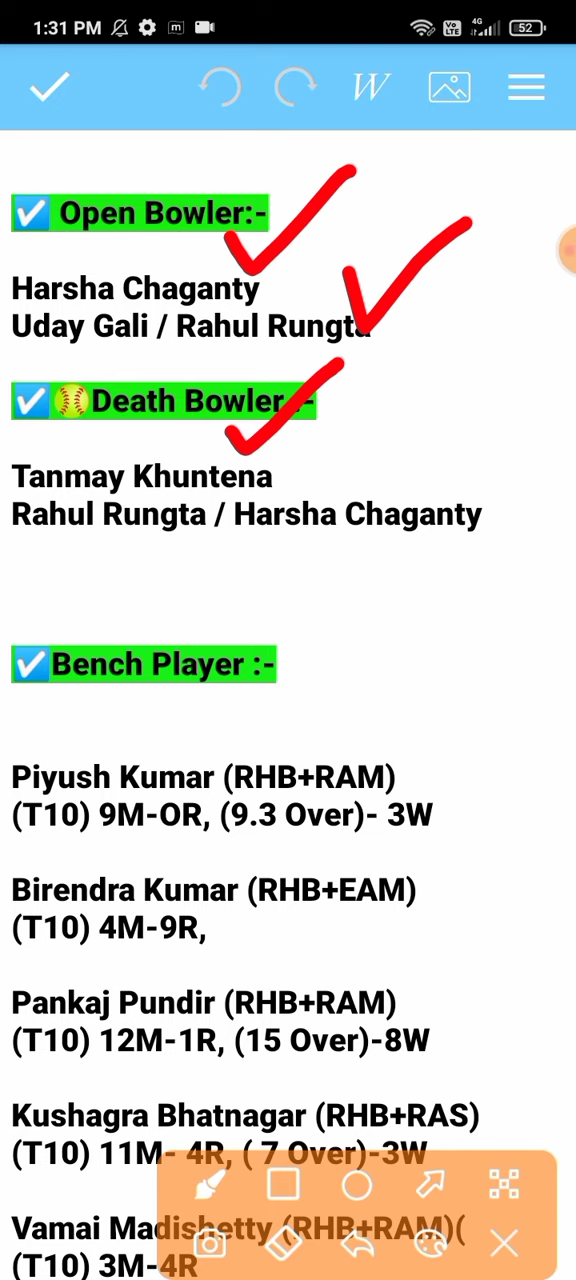 1:31 PM
4G
52
W
☑ Open Bowler:-
Harsha Chaganty
Uday Gali / Rahul Rungta
☑⚾Death Bowler :-
Tanmay Khuntena
Rahul Rungta / Harsha Chaganty
☑Bench Player :-
Piyush Kumar (RHB+RAM)
(T10) 9M-OR, (9.3 Over)- 3W
Birendra Kumar (RHB+EAM)
(T10) 4M-9R,
Pankaj Pundir (RHB+RAM)
(T10) 12M-1R, (15 Over)-8W
Kushagra Bhatnagar (RHB+RAS)
(T10) 11M- 4R, ( 7 Over)-3W
Vamai Madishetty (RHB+RAM)(
(T10) 3M-4R